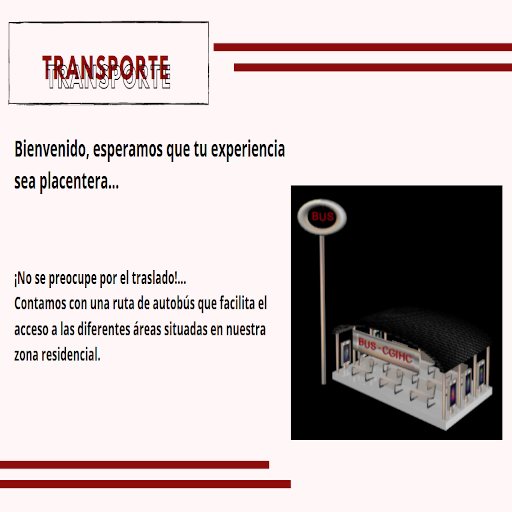 TRANSPORTE
Bienvenido, esperamos que tu experiencia
sea placentera...
BUS
¡No se preocupe por el traslado!...
Contamos con una ruta de autobús que facilita el
acceso a las diferentes áreas situadas en nuestra
zona residencial.
BUS-CGIHC